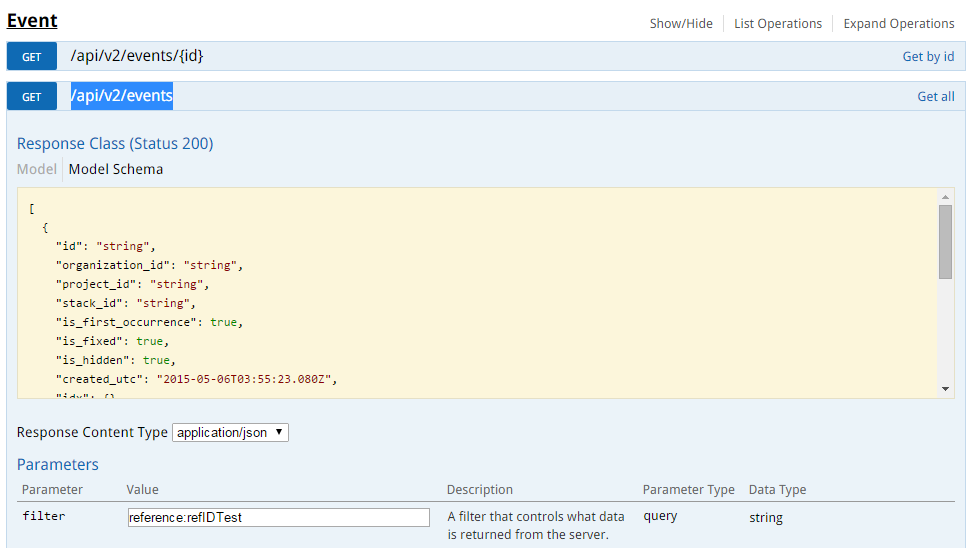 Event
Show/Hide List Operations Expand Operations
GET /api/v2/events/{id} Get by id
GET /api/v2/events Get all
Response Class (Status 200)
Model Model Schema
[
{
"id": "string",
"organization_id": "string",
"project_id": "string",
"stack_id": "string",
"is_first_occurrence": true,
"is_fixed": true,
"is_hidden": true,
"created_utc": "2015-05-06T03:55:23.080Z",
"idx": {}
Response Content Type application/json
Parameters
Parameter Value Description Parameter Type Data Type
filter reference:refIDTest A filter that controls what data query string
is returned from the server.